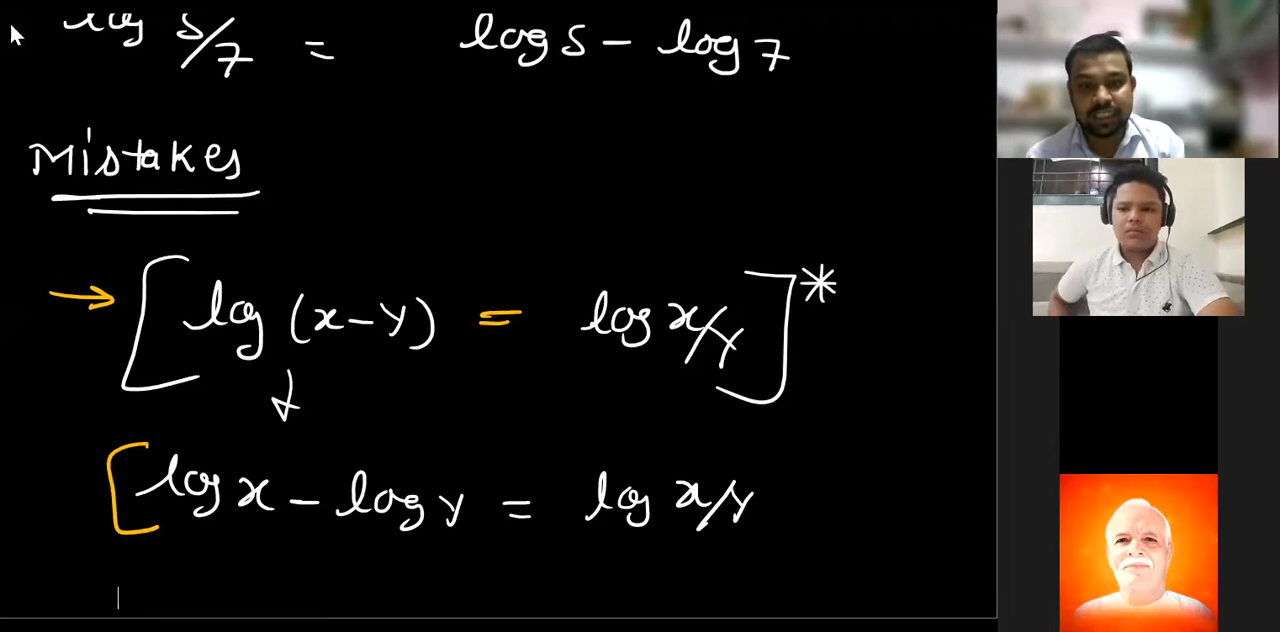 log 5/7 = log 5 - log 7
Mistakes
→ [ log (x-y) = log x/y ]*
[ log x - log y = log x/y